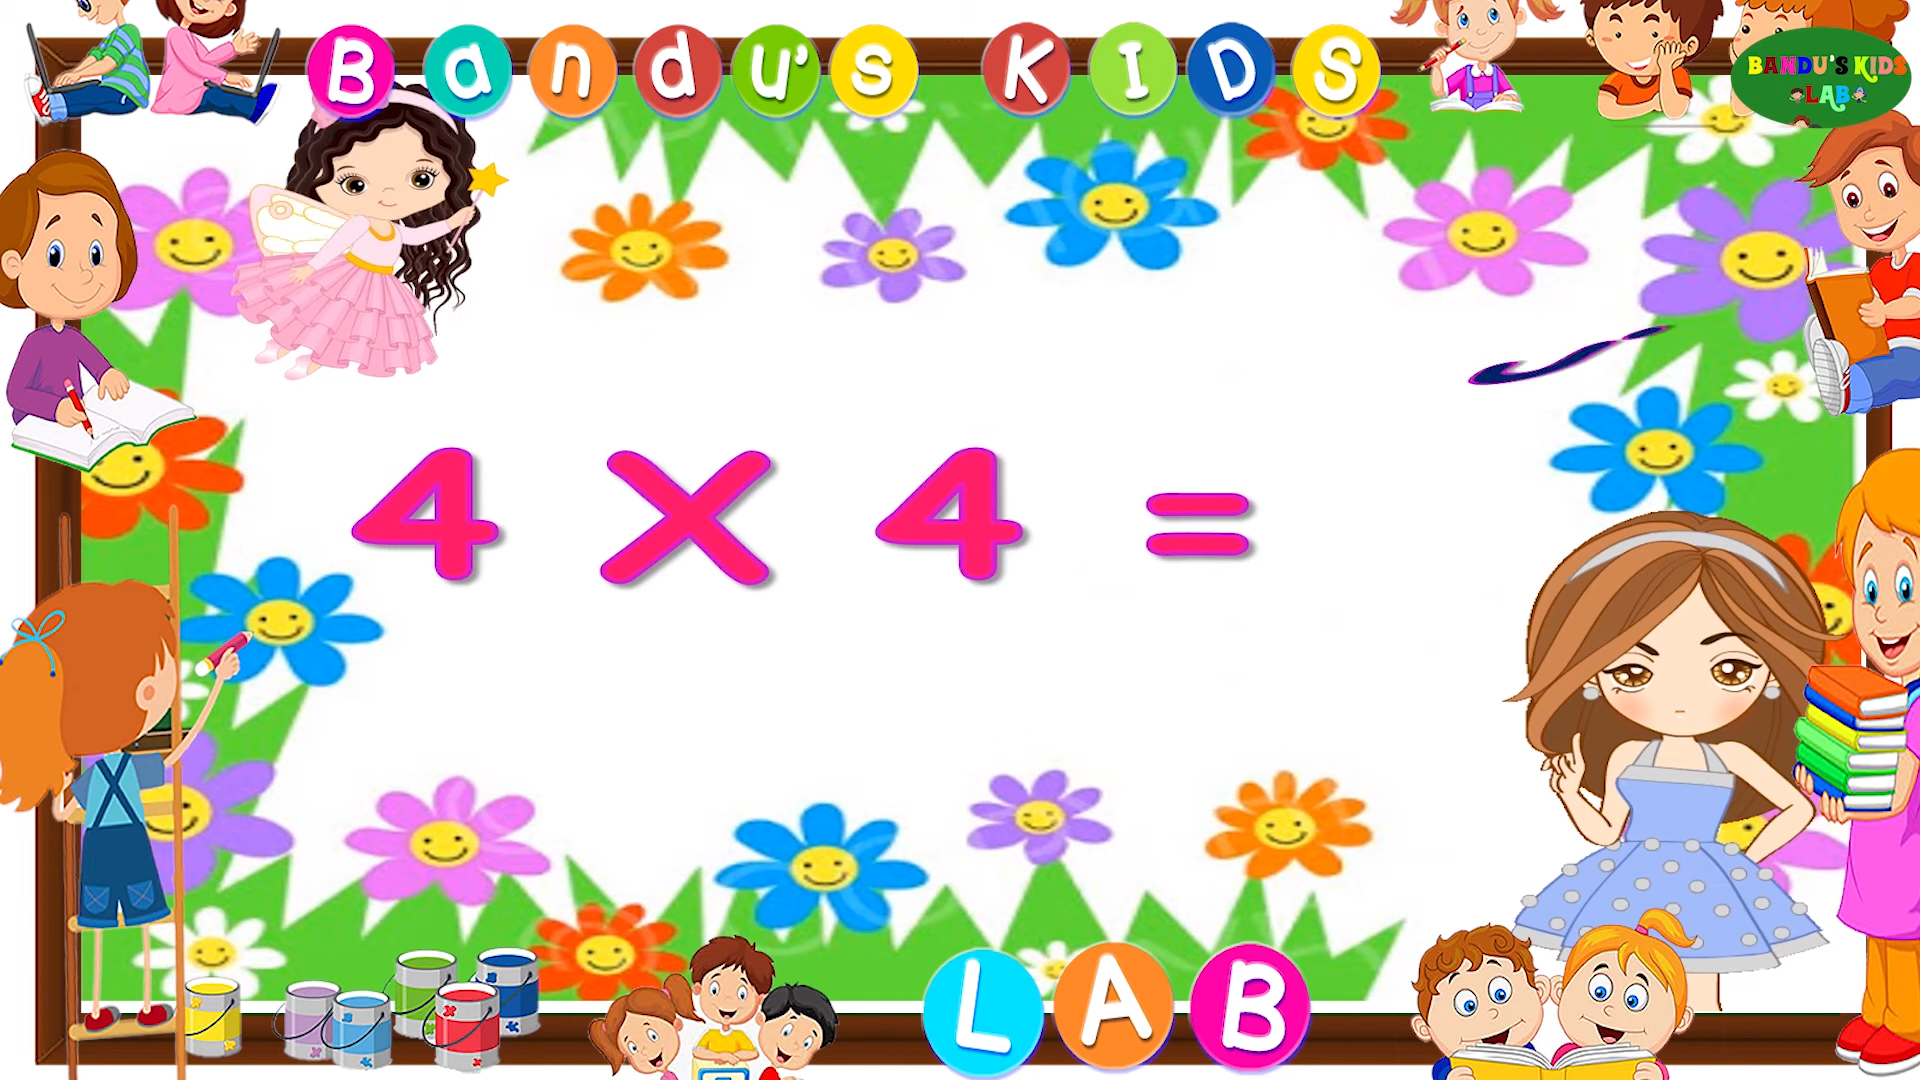 Bandu's KIDS
BANDU'S KIDS
LAB
4 × 4 =
LAB